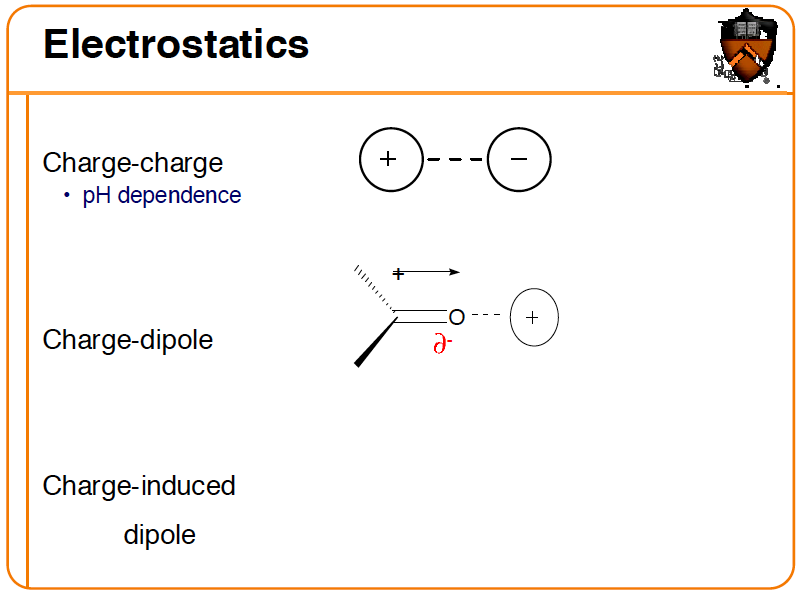 Electrostatics
Charge-charge
+ −
• pH dependence
+
O +
Charge-dipole
∂-
Charge-induced
dipole